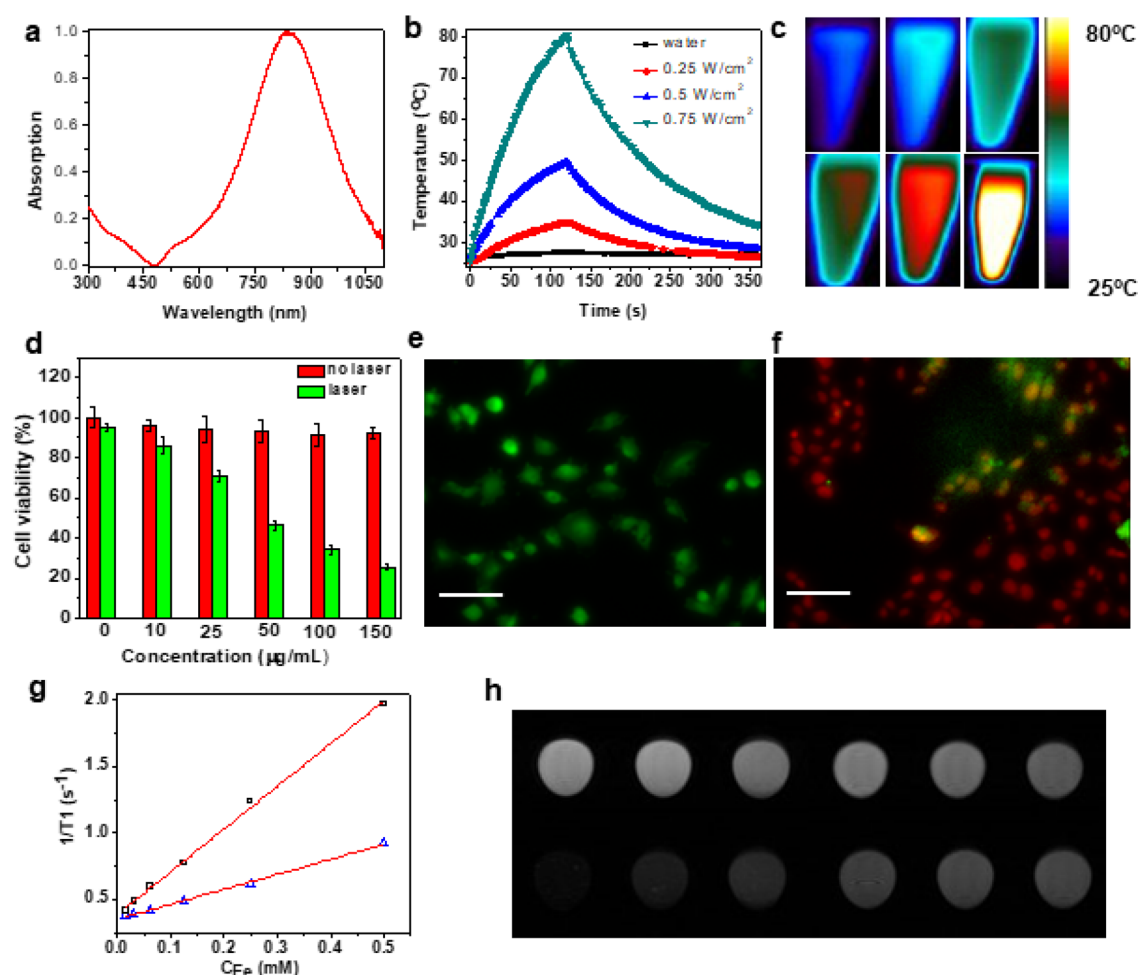 a
1.0
0.8
0.6
0.4
0.2
0.0
Absorption
300 450 600 750 900 1050
Wavelength (nm)
b
80
70
60
50
40
30
Temperature (°C)
water
0.25 W/cm²
0.5 W/cm²
0.75 W/cm²
0 50 100 150 200 250 300 350
Time (s)
c
80ºC
25ºC
d
120
100
80
60
40
20
0
Cell viability (%)
no laser
laser
0 10 25 50 100 150
Concentration (µg/mL)
e
f
g
2.0
1.5
1.0
0.5
1/T1 (s⁻¹)
0.0 0.1 0.2 0.3 0.4 0.5
CFe (mM)
h